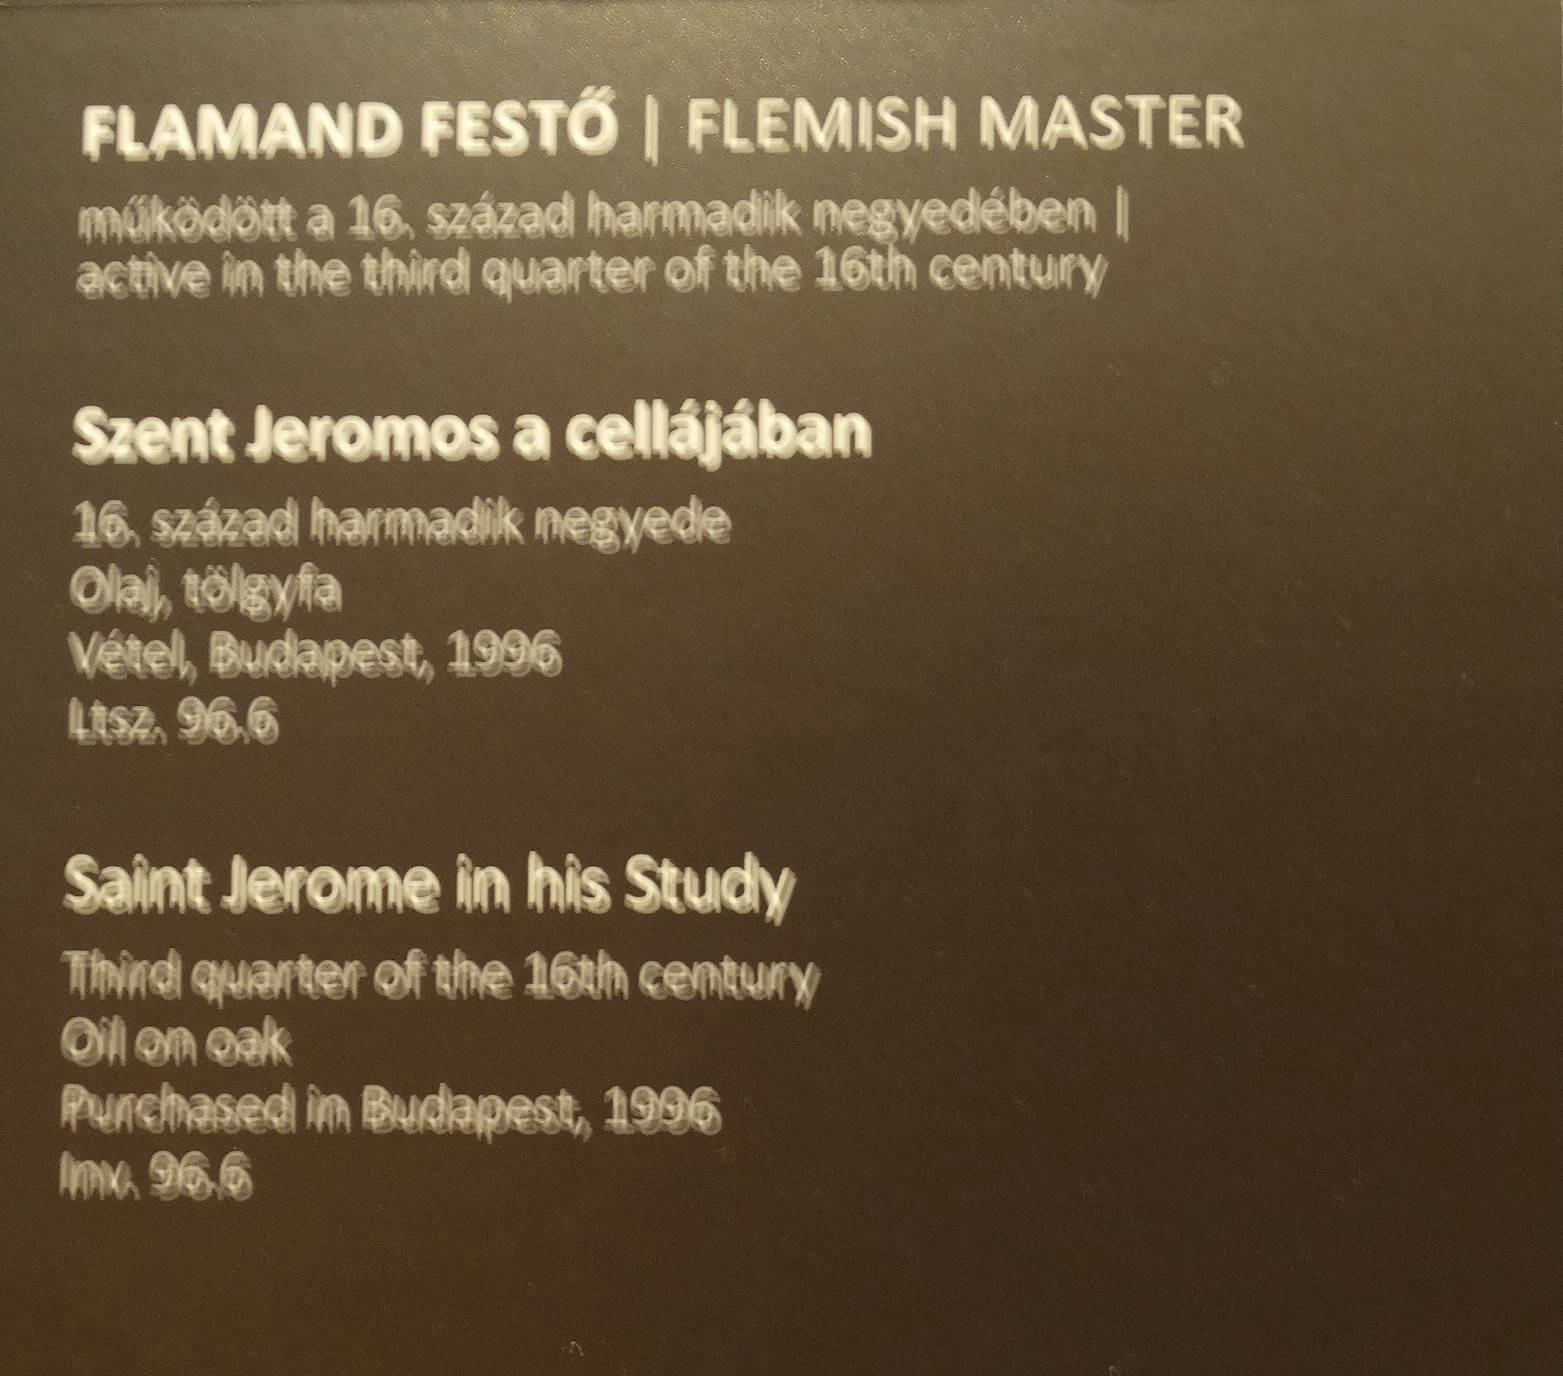 FLAMAND FESTŐ | FLEMISH MASTER
működött a 16. század harmadik negyedében |
active in the third quarter of the 16th century
Szent Jeromos a cellájában
16. század harmadik negyede
Olaj, tölgyfa
Vétel, Budapest, 1996
Ltsz. 96.6
Saint Jerome in his Study
Third quarter of the 16th century
Oil on oak
Purchased in Budapest, 1996
Inv. 96.6